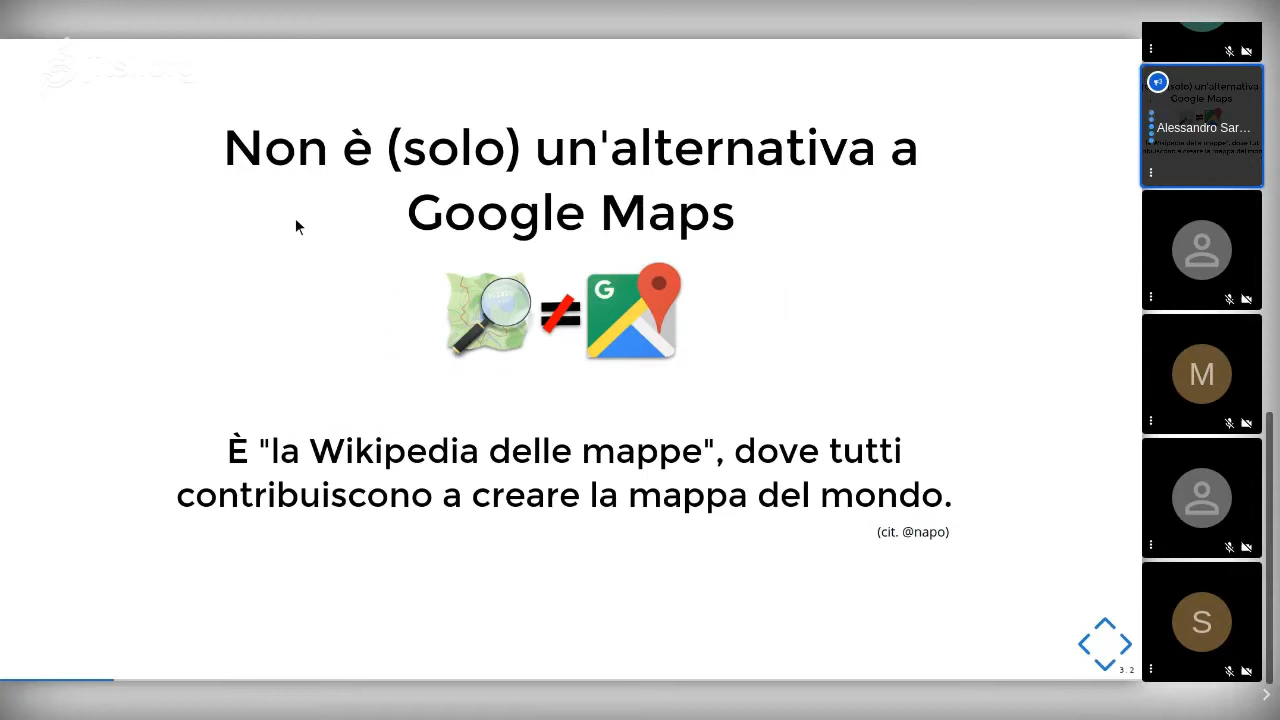 Non è (solo) un'alternativa a
Google Maps
G
È "la Wikipedia delle mappe", dove tutti
contribuiscono a creare la mappa del mondo.
(cit. @napo)
3.2
Alessandro Sar...
M
S